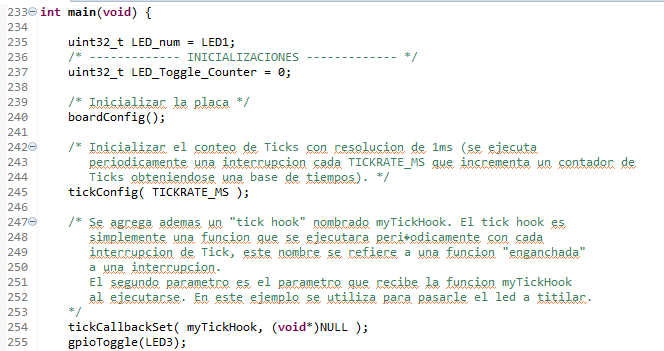 233 int main(void) {
234
235 uint32_t LED_num = LED1;
236 /* ------------- INICIALIZACIONES ------------- */
237 uint32_t LED_Toggle_Counter = 0;
238
239 /* Inicializar la placa */
240 boardConfig();
241
242 /* Inicializar el conteo de Ticks con resolucion de 1ms (se ejecuta
243 periodicamente una interrupcion cada TICKRATE_MS que incrementa un contador de
244 Ticks obteniendose una base de tiempos). */
245 tickConfig( TICKRATE_MS );
246
247 /* Se agrega ademas un "tick hook" nombrado myTickHook. El tick hook es
248 simplemente una funcion que se ejecutara peri�odicamente con cada
249 interrupcion de Tick, este nombre se refiere a una funcion "enganchada"
250 a una interrupcion.
251 El segundo parametro es el parametro que recibe la funcion myTickHook
252 al ejecutarse. En este ejemplo se utiliza para pasarle el led a titilar.
253 */
254 tickCallbackSet( myTickHook, (void*)NULL );
255 gpioToggle(LED3);